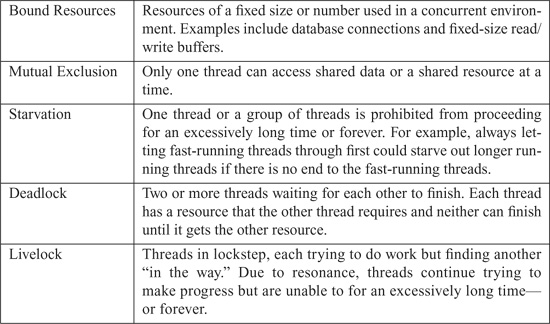 Bound Resources
Resources of a fixed size or number used in a concurrent environ-
ment. Examples include database connections and fixed-size read/
write buffers.
Mutual Exclusion
Only one thread can access shared data or a shared resource at a
time.
Starvation
One thread or a group of threads is prohibited from proceeding
for an excessively long time or forever. For example, always let-
ting fast-running threads through first could starve out longer run-
ning threads if there is no end to the fast-running threads.
Deadlock
Two or more threads waiting for each other to finish. Each thread
has a resource that the other thread requires and neither can finish
until it gets the other resource.
Livelock
Threads in lockstep, each trying to do work but finding another
“in the way.” Due to resonance, threads continue trying to
make progress but are unable to for an excessively long time—
or forever.